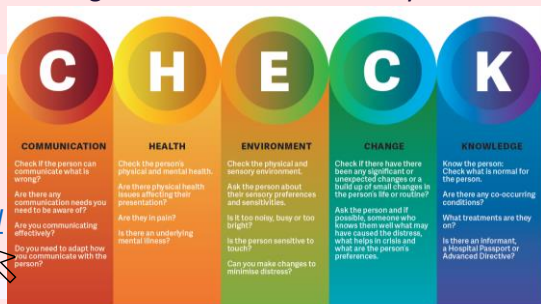 C
H
E
C
K
COMMUNICATION
Check if the person can
communicate what is
wrong?
Are there any
communication needs you
need to be aware of?
Are you communicating
effectively?
Do you need to adapt how
you communicate with the
person?
HEALTH
Check the person's
physical and mental health.
Are there physical health
issues affecting their
presentation?
Are they in pain?
Is there an underlying
mental illness?
ENVIRONMENT
Check the physical and
sensory environment.
Ask the person about
their sensory preferences
and sensitivities.
Is it too noisy, busy or too
bright?
Is the person sensitive to
touch?
Can you make changes to
minimise distress?
CHANGE
Check if there have there
been any significant or
unexpected changes or a
build up of small changes in
the person's life or routine?
Ask the person and if
possible, someone who
knows them well what may
have caused the distress,
what helps in crisis and
what are the person's
preferences.
KNOWLEDGE
Know the person:
Check what is normal for
the person.
Are there any co-occurring
conditions?
What treatments are they
on?
Is there an informant,
a Hospital Passport or
Advanced Directive?